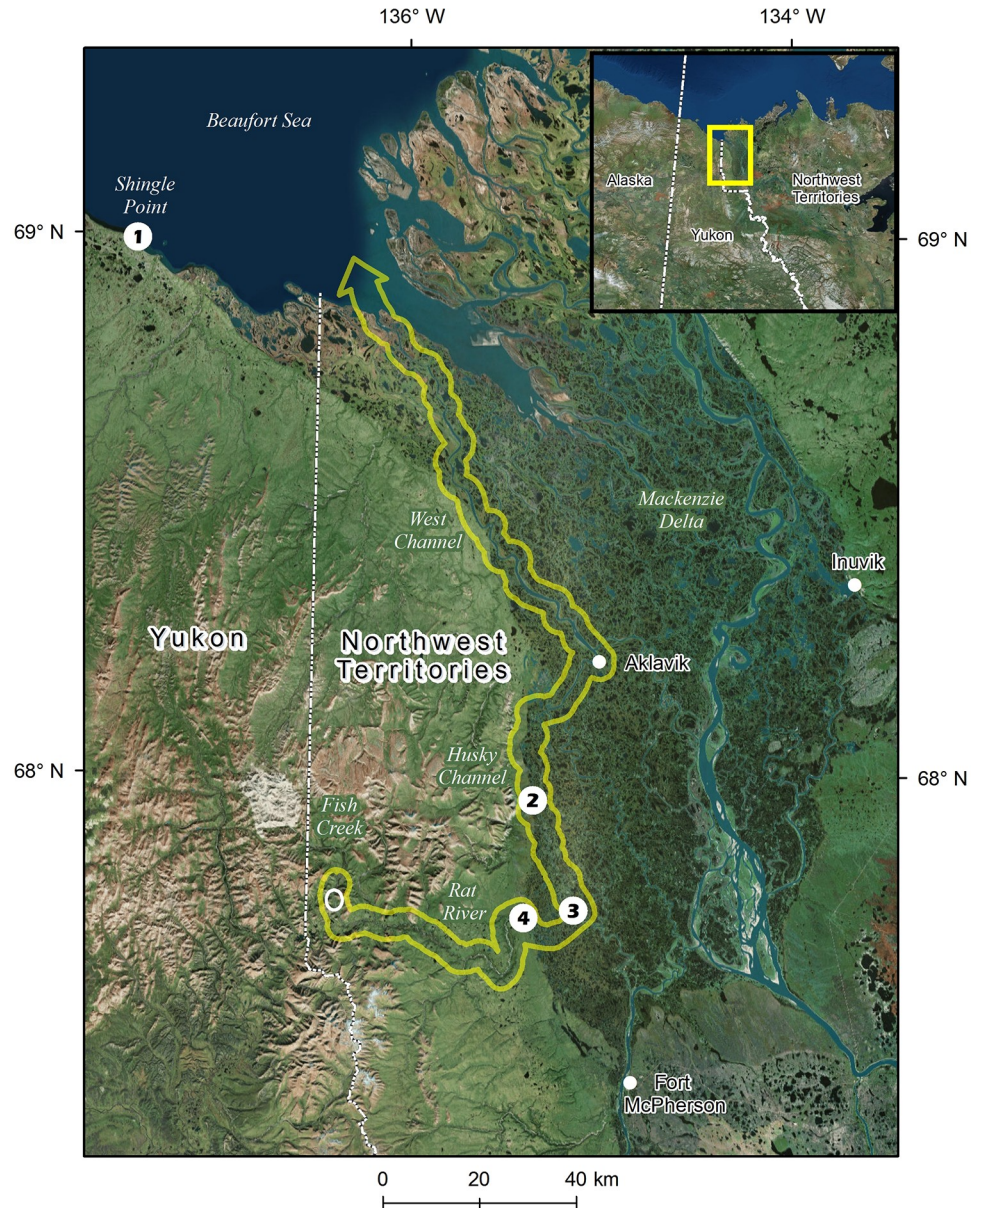 136° W
134° W
Beaufort Sea
Shingle
Point
1
69° N
69° N
Alaska
Northwest
Territories
Yukon
West
Channel
Mackenzie
Delta
Inuvik
Yukon
Northwest
Territories
Aklavik
Husky
Channel
68° N
68° N
2
Fish
Creek
Rat
River
4
3
Fort
McPherson
0
20
40 km